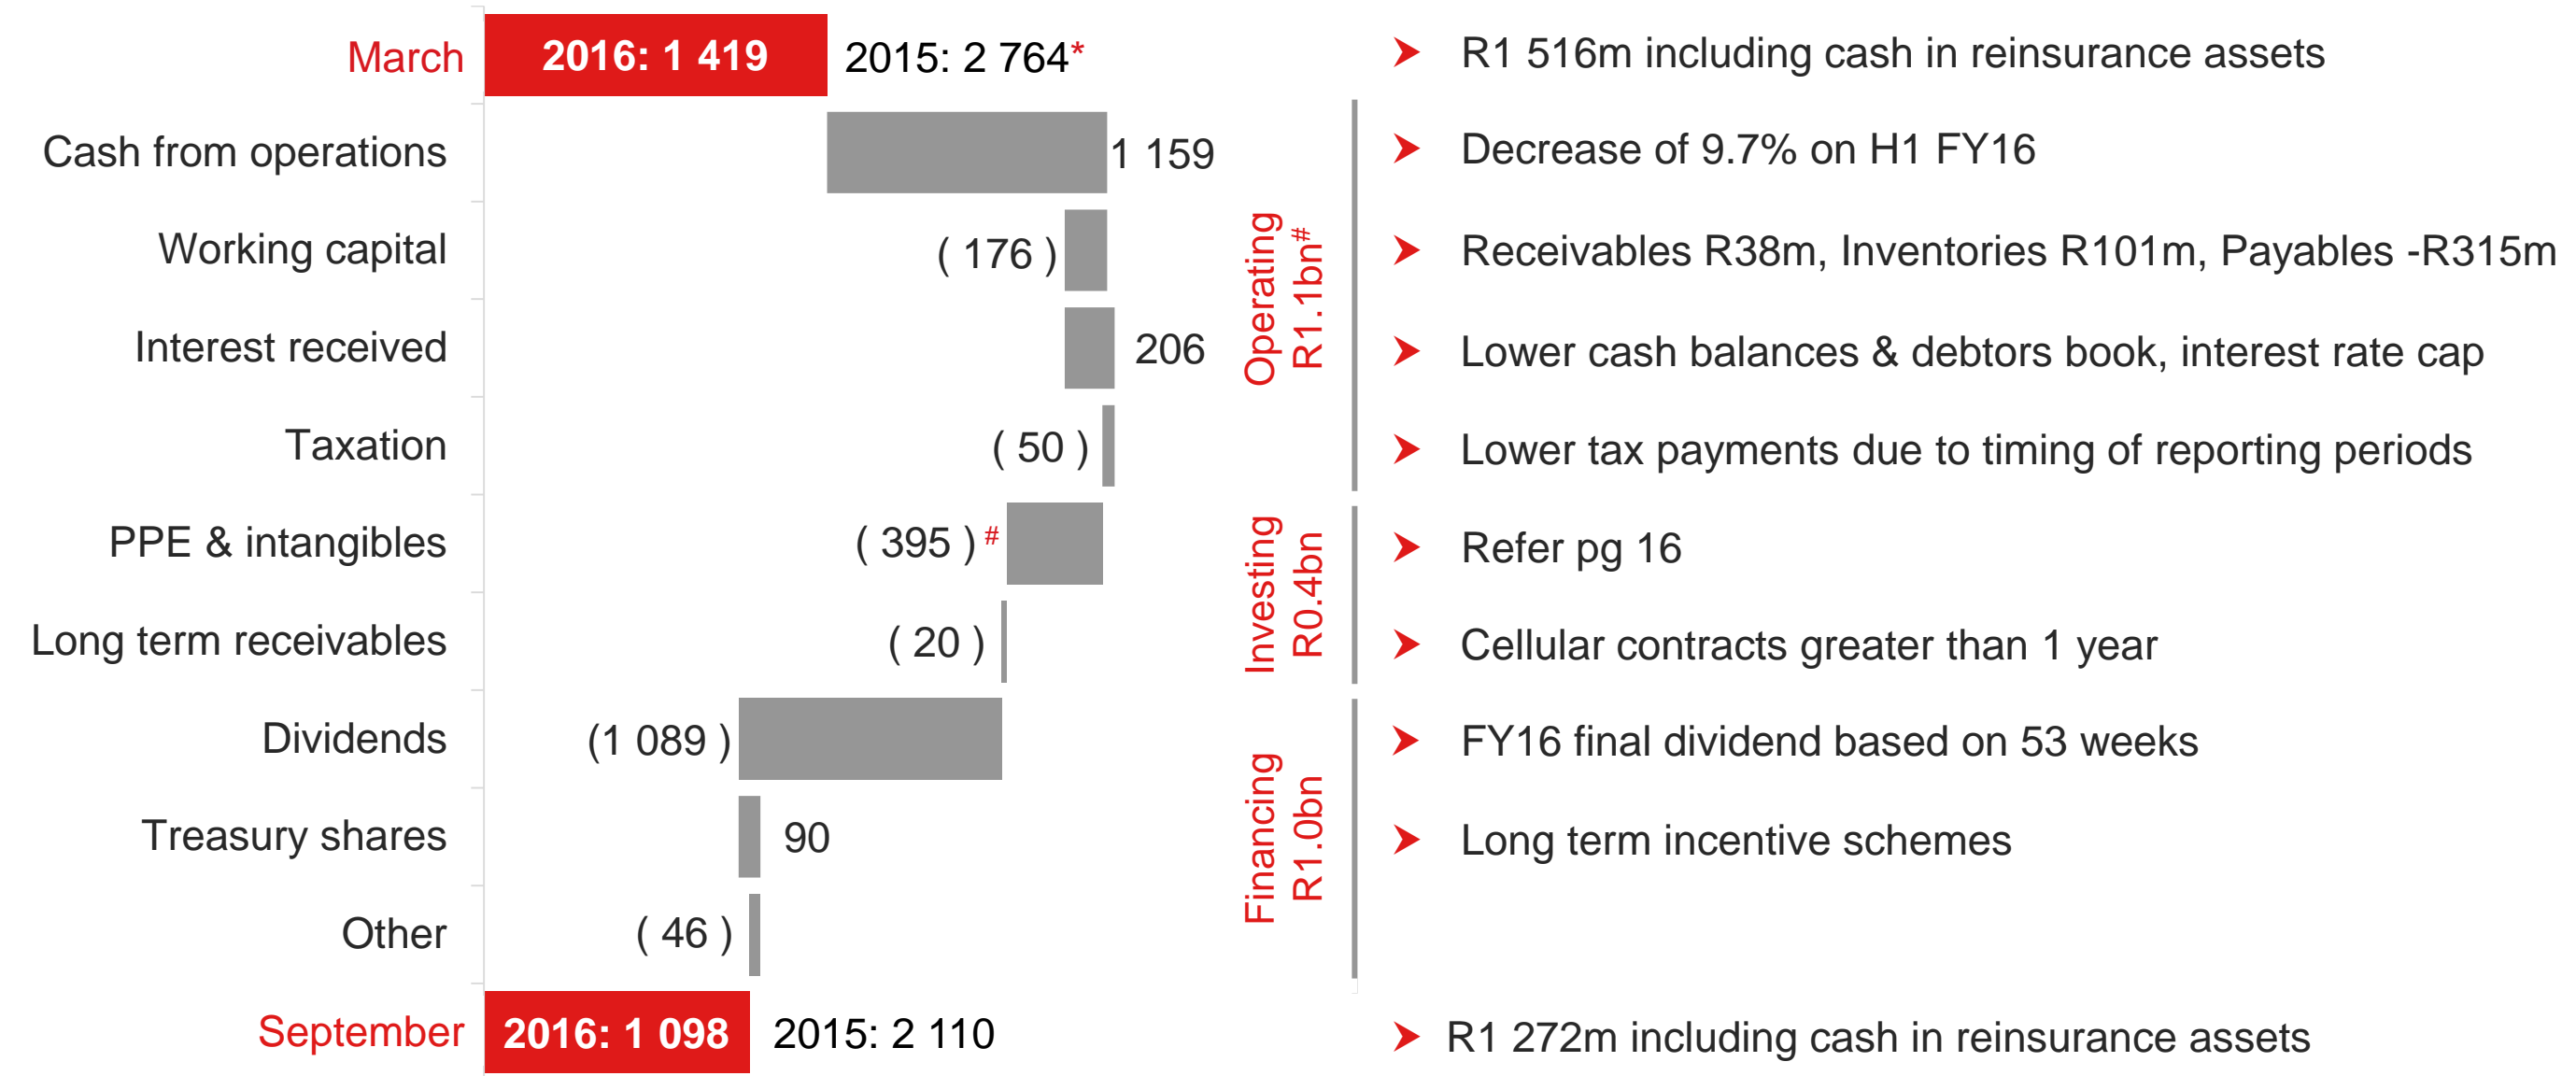 March 2016: 1 419 2015: 2 764* ➤ R1 516m including cash in reinsurance assets
Cash from operations 1 159 ➤ Decrease of 9.7% on H1 FY16
Working capital ( 176 ) ➤ Receivables R38m, Inventories R101m, Payables -R315m
Interest received 206 ➤ Lower cash balances & debtors book, interest rate cap
Taxation ( 50 ) ➤ Lower tax payments due to timing of reporting periods
Operating
R1.1bn#
PPE & intangibles ( 395 ) # ➤ Refer pg 16
Long term receivables ( 20 ) ➤ Cellular contracts greater than 1 year
Investing
R0.4bn
Dividends (1 089 ) ➤ FY16 final dividend based on 53 weeks
Treasury shares 90 ➤ Long term incentive schemes
Other ( 46 )
Financing
R1.0bn
September 2016: 1 098 2015: 2 110 ➤ R1 272m including cash in reinsurance assets